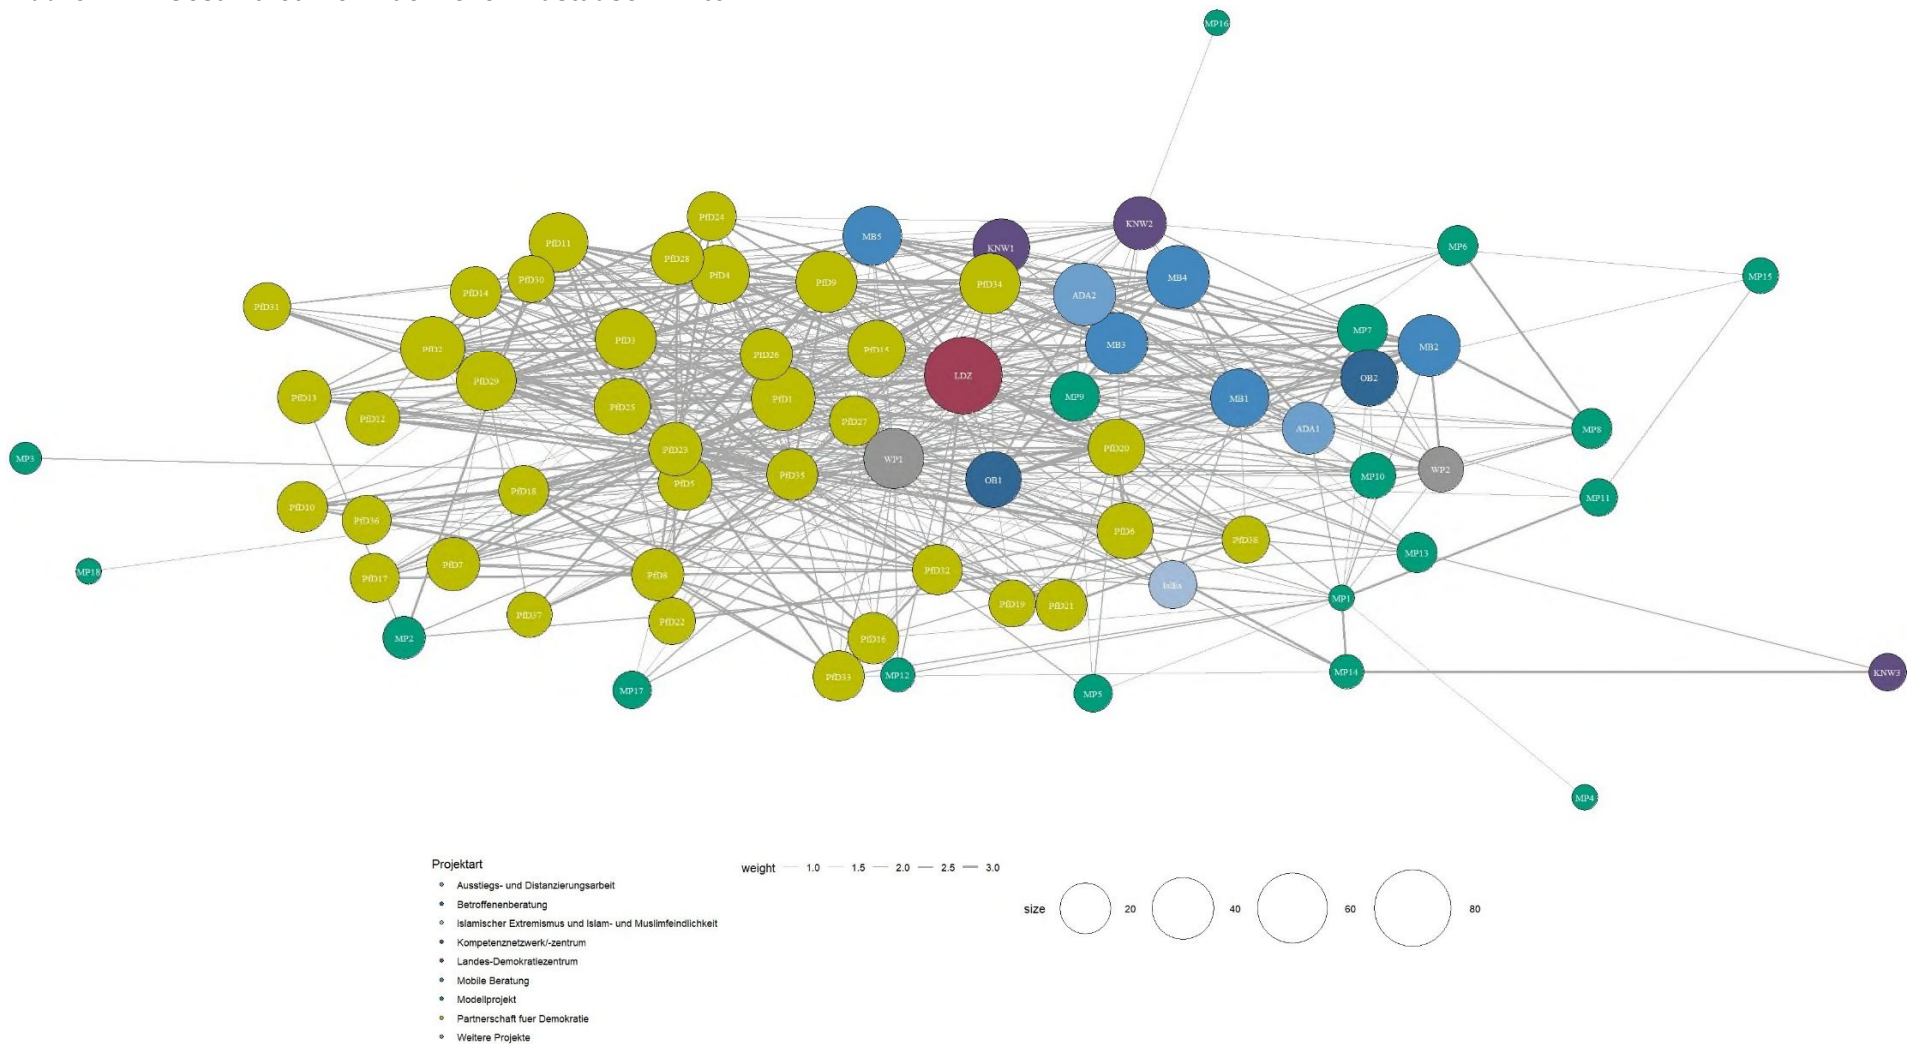 MP16
PfD24
KNW2
PfD11
MB5
MP6
KNW1
PfD28
PfD4
MP15
PfD30
PfD9
MB4
PfD34
PfD14
ADA2
PfD31
MP7
PfD3
MB3
MB2
PfD2
PfD15
PfD26
LDZ
OB2
PfD29
MP9
PfD13
PfD1
MB1
PfD25
PfD12
PfD27
ADA1
MP8
PfD20
PfD23
MP3
WP1
WP2
PfD35
MP10
OB1
PfD5
PfD18
MP11
PfD10
PfD36
PfD6
PfD38
MP13
PfD7
MP18
PfD32
PfD8
PfD17
MP1
PfD19
PfD21
PfD37
PfD22
MP2
PfD16
MP14
KNW3
MP12
PfD33
MP17
MP5
MP4
Projektart
Ausstiegs- und Distanzierungsarbeit
Betroffenenberatung
Islamischer Extremismus und Islam- und Muslimfeindlichkeit
Kompetenznetzwerk/-zentrum
Landes-Demokratiezentrum
Mobile Beratung
Modellprojekt
Partnerschaft fuer Demokratie
Weitere Projekte
weight 1.0 1.5 2.0 2.5 3.0
size 20 40 60 80